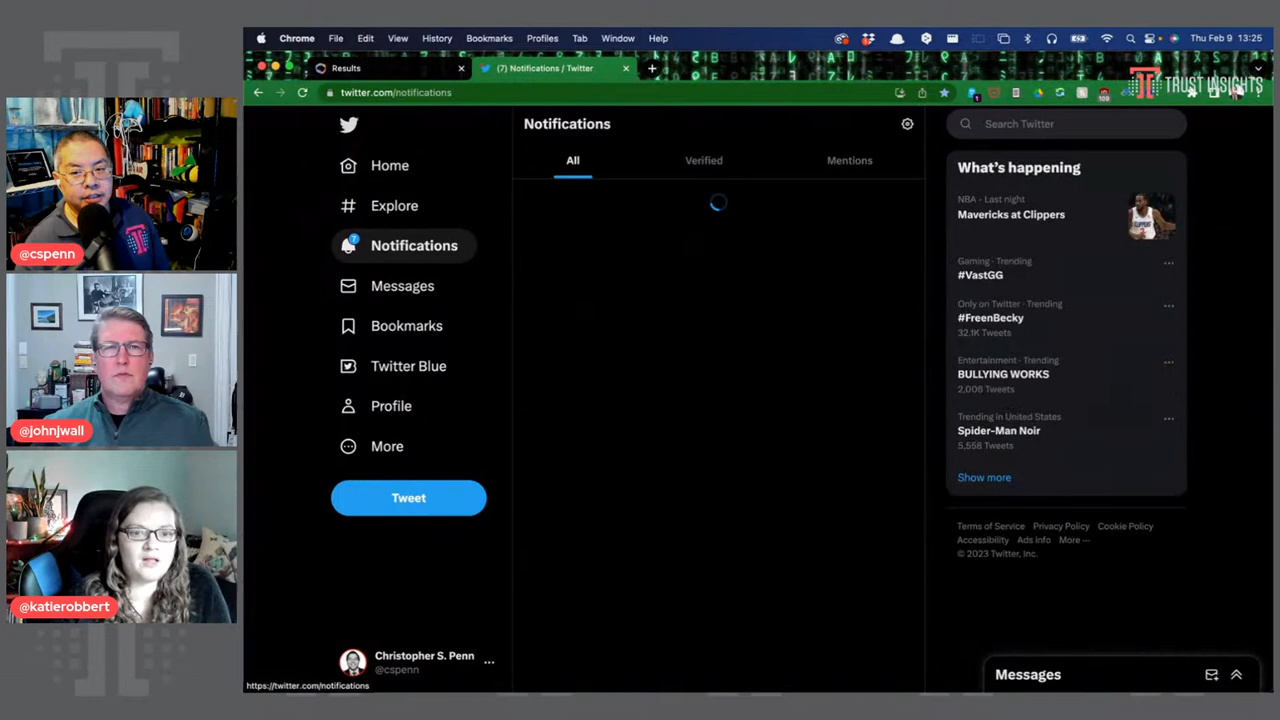 Chrome File Edit View History Bookmarks Profiles Tab Window Help
Thu Feb 9 13:25
Results
(7) Notifications / Twitter
TRUST INSIGHTS
twitter.com/notifications
Home
Explore
7
Notifications
Messages
Bookmarks
Twitter Blue
Profile
More
Tweet
Christopher S. Penn
@cspenn
https://twitter.com/notifications
Notifications
All Verified Mentions
Search Twitter
What's happening
NBA · Last night
Mavericks at Clippers
Gaming · Trending
#VastGG
Only on Twitter · Trending
#FreenBecky
32.1K Tweets
Entertainment · Trending
BULLYING WORKS
2,006 Tweets
Trending in United States
Spider-Man Noir
5,558 Tweets
Show more
Terms of Service Privacy Policy Cookie Policy
Accessibility Ads info More ···
© 2023 Twitter, Inc.
Messages
@cspenn
@johnjwall
@katierobbert